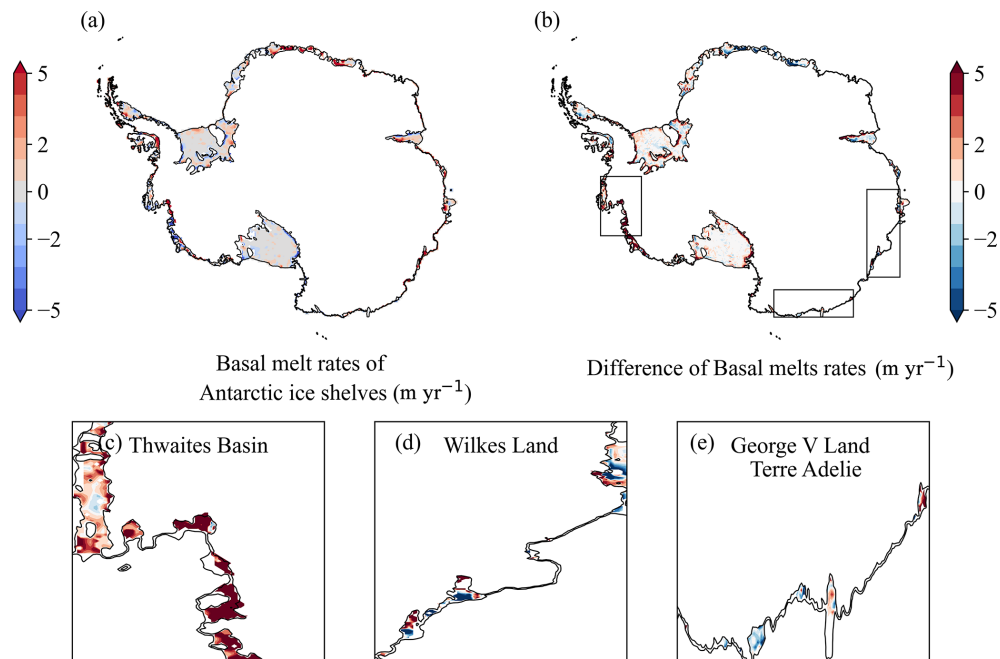 (a)
(b)
5
2
0
−2
−5
5
2
0
−2
−5
Basal melt rates of
Antarctic ice shelves (m yr⁻¹)
Difference of Basal melts rates (m yr⁻¹)
(c) Thwaites Basin
(d) Wilkes Land
(e) George V Land
Terre Adelie